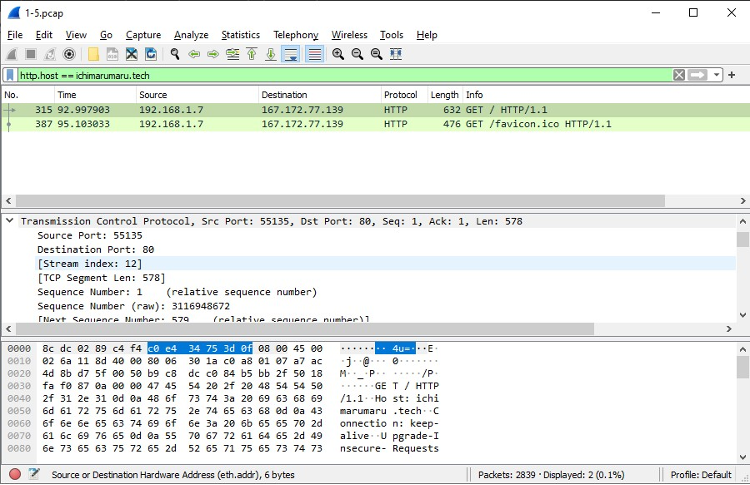 1-5.pcap
File Edit View Go Capture Analyze Statistics Telephony Wireless Tools Help
http.host == ichimarumaru.tech
No. Time Source Destination Protocol Length Info
315 92.997903 192.168.1.7 167.172.77.139 HTTP 632 GET / HTTP/1.1
387 95.103033 192.168.1.7 167.172.77.139 HTTP 476 GET /favicon.ico HTTP/1.1
Transmission Control Protocol, Src Port: 55135, Dst Port: 80, Seq: 1, Ack: 1, Len: 578
Source Port: 55135
Destination Port: 80
[Stream index: 12]
[TCP Segment Len: 578]
Sequence Number: 1 (relative sequence number)
Sequence Number (raw): 3116948672
[Next Sequence Number: 579 (relative sequence number)]
0000 8c dc 02 89 c4 f4 c0 e4 34 75 3d 0f 08 00 45 00 ········4u=···E·
0010 02 6a 11 8d 40 00 80 06 30 1a c0 a8 01 07 a7 ac ·j··@···0·······
0020 4d 8b d7 5f 00 50 b9 c8 dc c0 84 b5 bb 2f 50 18 M··_·P·······/P·
0030 fa f0 87 0a 00 00 47 45 54 20 2f 20 48 54 54 50 ······GET / HTTP
0040 2f 31 2e 31 0d 0a 48 6f 73 74 3a 20 69 63 68 69 /1.1··Host: ichi
0050 6d 61 72 75 6d 61 72 75 2e 74 65 63 68 0d 0a 43 marumaru.tech··C
0060 6f 6e 6e 65 63 74 69 6f 6e 3a 20 6b 65 65 70 2d onnection: keep-
0070 61 6c 69 76 65 0d 0a 55 70 67 72 61 64 65 2d 49 alive··Upgrade-I
0080 6e 73 65 63 75 72 65 2d 52 65 71 75 65 73 74 73 nsecure-Requests
Source or Destination Hardware Address (eth.addr), 6 bytes Packets: 2839 · Displayed: 2 (0.1%) Profile: Default